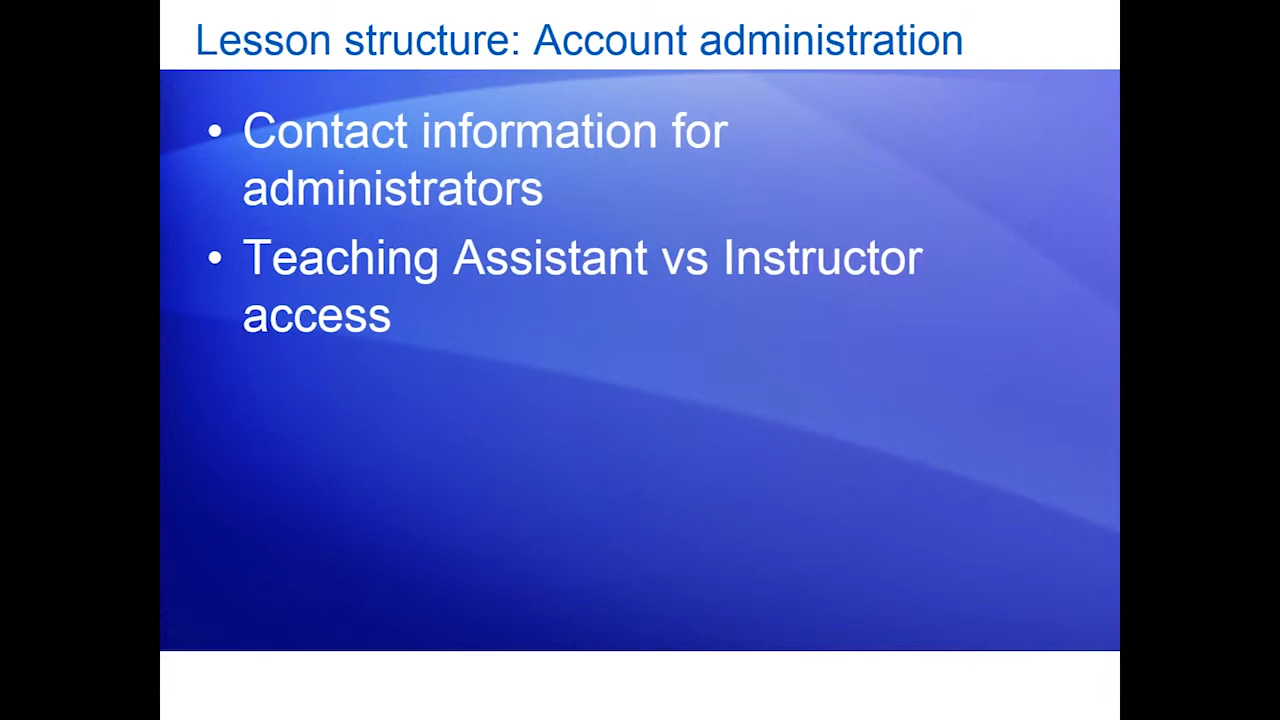 Lesson structure: Account administration
• Contact information for
administrators
• Teaching Assistant vs Instructor
access